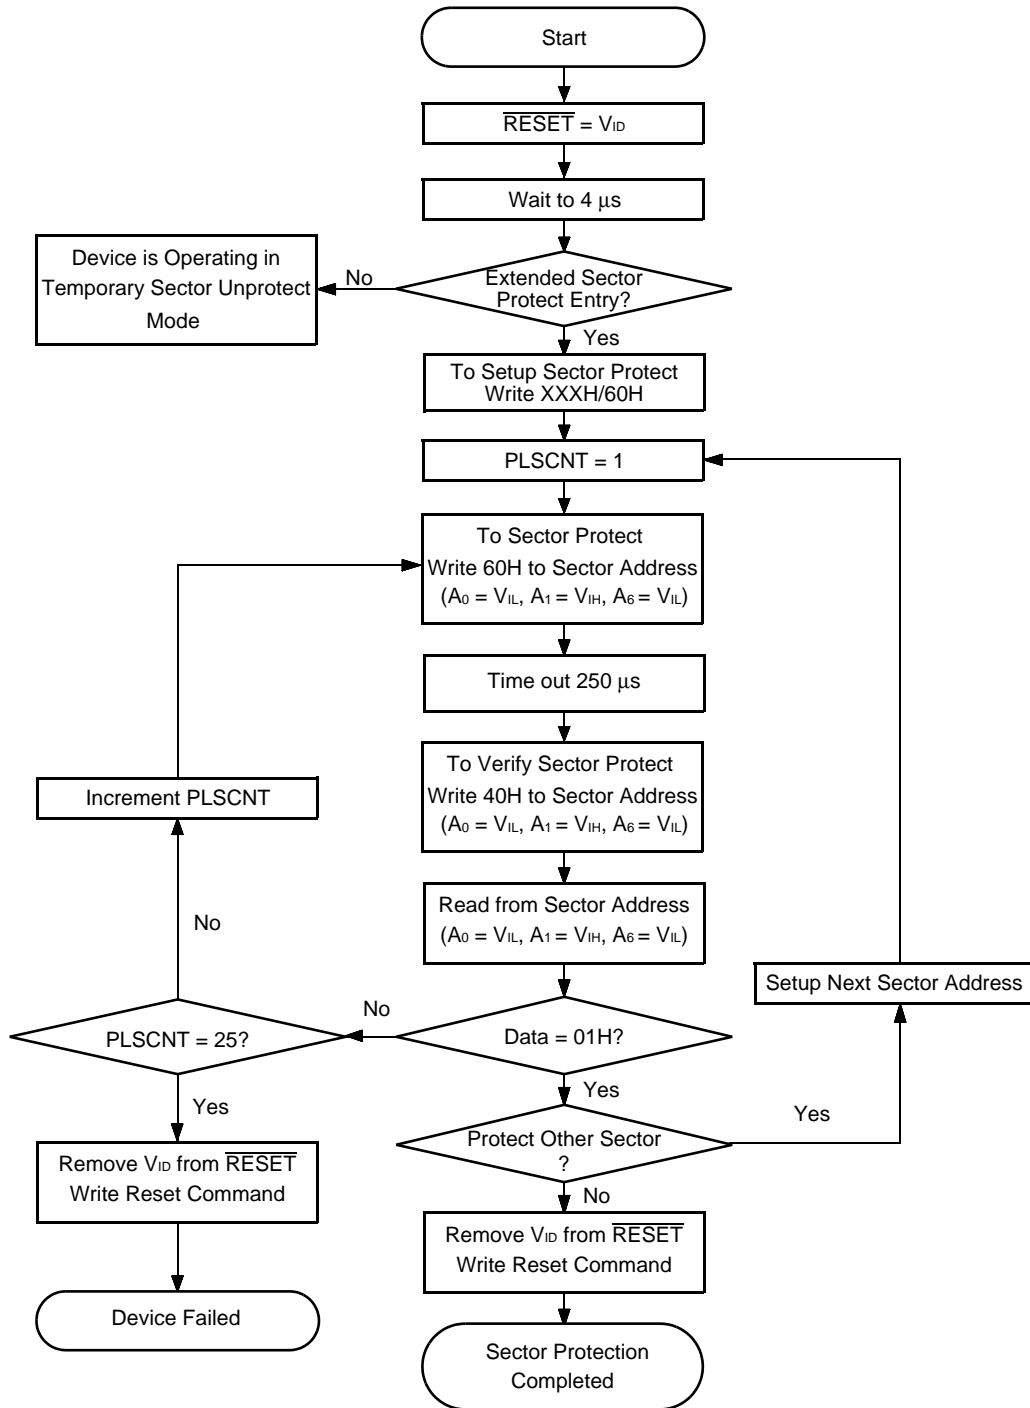 Start
RESET = VID
Wait to 4 μs
Device is Operating in
Temporary Sector Unprotect
Mode
No
Extended Sector
Protect Entry?
Yes
To Setup Sector Protect
Write XXXH/60H
PLSCNT = 1
To Sector Protect
Write 60H to Sector Address
(A0 = VIL, A1 = VIH, A6 = VIL)
Time out 250 μs
To Verify Sector Protect
Write 40H to Sector Address
(A0 = VIL, A1 = VIH, A6 = VIL)
Increment PLSCNT
Read from Sector Address
(A0 = VIL, A1 = VIH, A6 = VIL)
No
Setup Next Sector Address
No
PLSCNT = 25?
Data = 01H?
Yes
Yes
Yes
Protect Other Sector
?
Remove VID from RESET
Write Reset Command
No
Remove VID from RESET
Write Reset Command
Device Failed
Sector Protection
Completed